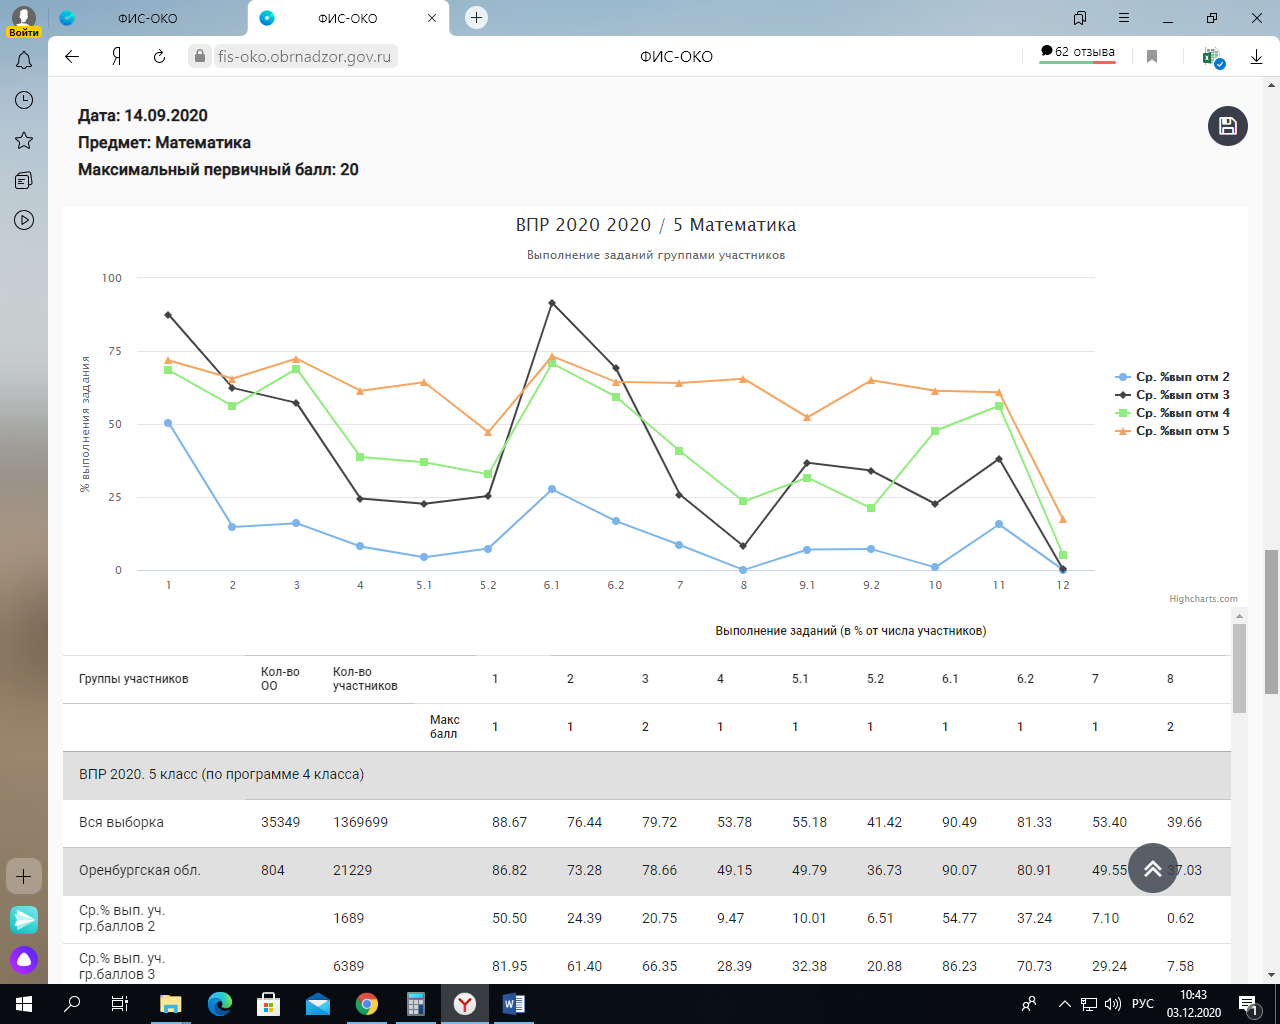 ФИС-ОКО
ФИС-ОКО
Войти
fis-oko.obrnadzor.gov.ru
ФИС-ОКО
62 отзыва
Дата: 14.09.2020
Предмет: Математика
Максимальный первичный балл: 20
ВПР 2020 2020 / 5 Математика
Выполнение заданий группами участников
% выполнения задания
100
75
50
25
0
1 2 3 4 5.1 5.2 6.1 6.2 7 8 9.1 9.2 10 11 12
Ср. %вып отм 2
Ср. %вып отм 3
Ср. %вып отм 4
Ср. %вып отм 5
Highcharts.com
Выполнение заданий (в % от числа участников)
Группы участников Кол-во ОО Кол-во участников 1 2 3 4 5.1 5.2 6.1 6.2 7 8
Макс балл 1 1 2 1 1 1 1 1 1 2
ВПР 2020. 5 класс (по программе 4 класса)
Вся выборка 35349 1369699 88.67 76.44 79.72 53.78 55.18 41.42 90.49 81.33 53.40 39.66
Оренбургская обл. 804 21229 86.82 73.28 78.66 49.15 49.79 36.73 90.07 80.91 49.55 37.03
Ср.% вып. уч. гр.баллов 2 1689 50.50 24.39 20.75 9.47 10.01 6.51 54.77 37.24 7.10 0.62
Ср.% вып. уч. гр.баллов 3 6389 81.95 61.40 66.35 28.39 32.38 20.88 86.23 70.73 29.24 7.58
РУС
10:43
03.12.2020
1